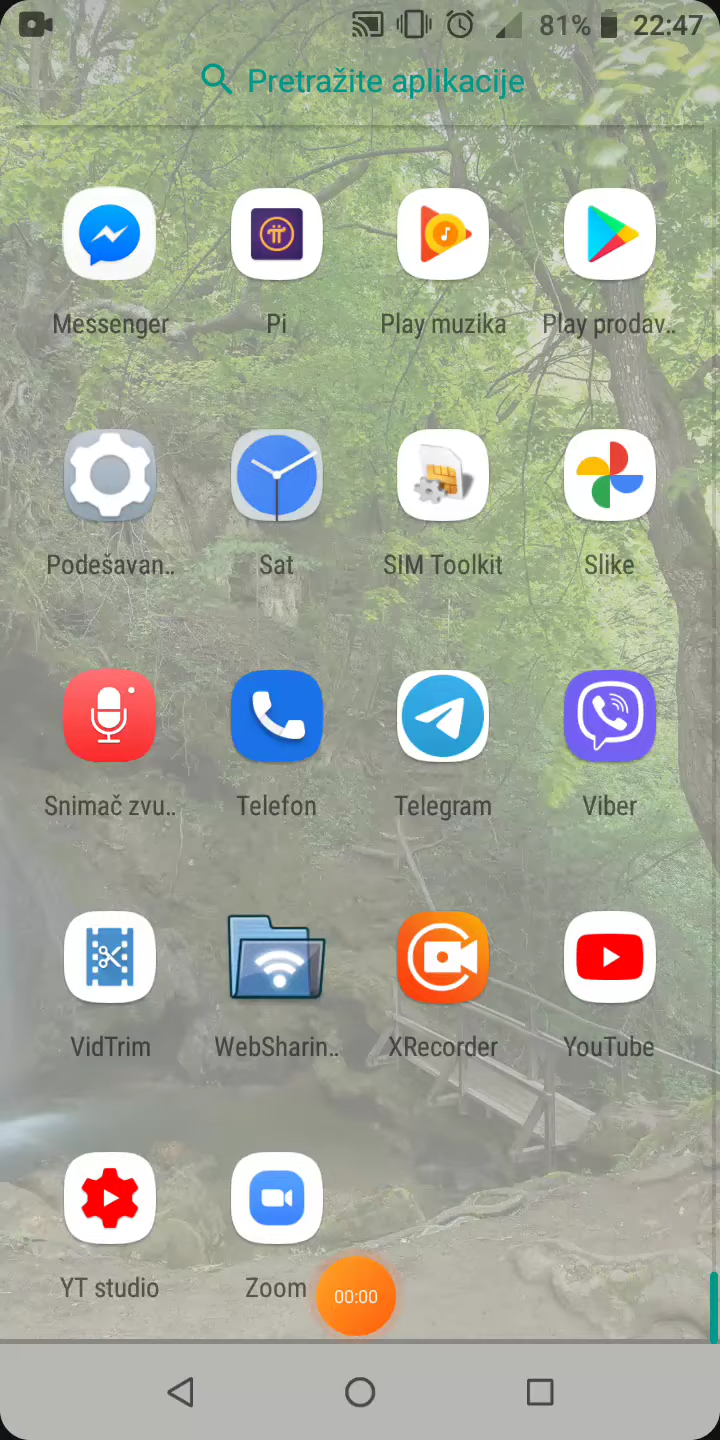 81% 22:47
Pretražite aplikacije
Messenger Pi Play muzika Play prodav..
Podešavan.. Sat SIM Toolkit Slike
Snimač zvu.. Telefon Telegram Viber
VidTrim WebSharin.. XRecorder YouTube
YT studio Zoom
00:00